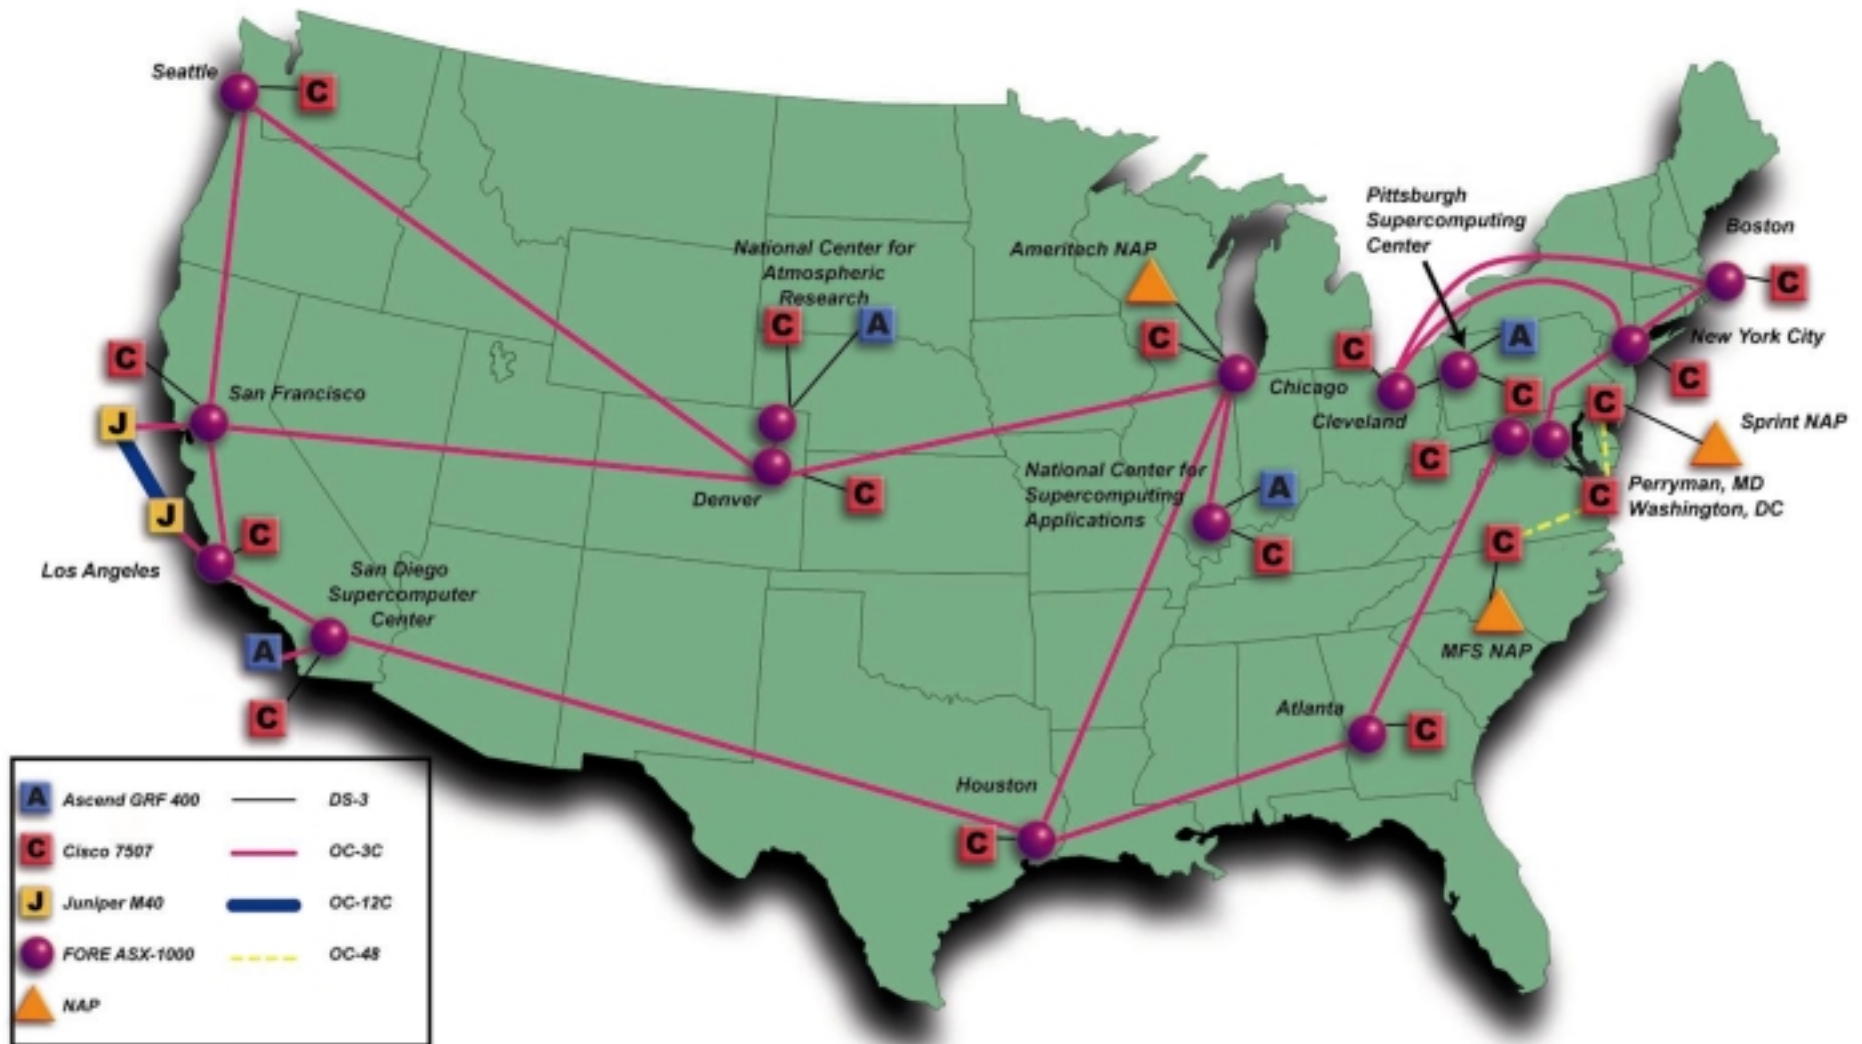 Seattle
C
National Center for
Atmospheric
Research
C
A
Ameritech NAP
C
Pittsburgh
Supercomputing
Center
Boston
C
A
New York City
C
C
C
San Francisco
J
J
C
Los Angeles
Denver
C
Chicago
Cleveland
C
C
C
Sprint NAP
National Center for
Supercomputing
Applications
A
C
C
Perryman, MD
Washington, DC
C
MFS NAP
San Diego
Supercomputer
Center
A
C
Atlanta
C
Houston
C
A Ascend GRF 400 DS-3
C Cisco 7507 OC-3C
J Juniper M40 OC-12C
FORE ASX-1000 OC-48
NAP